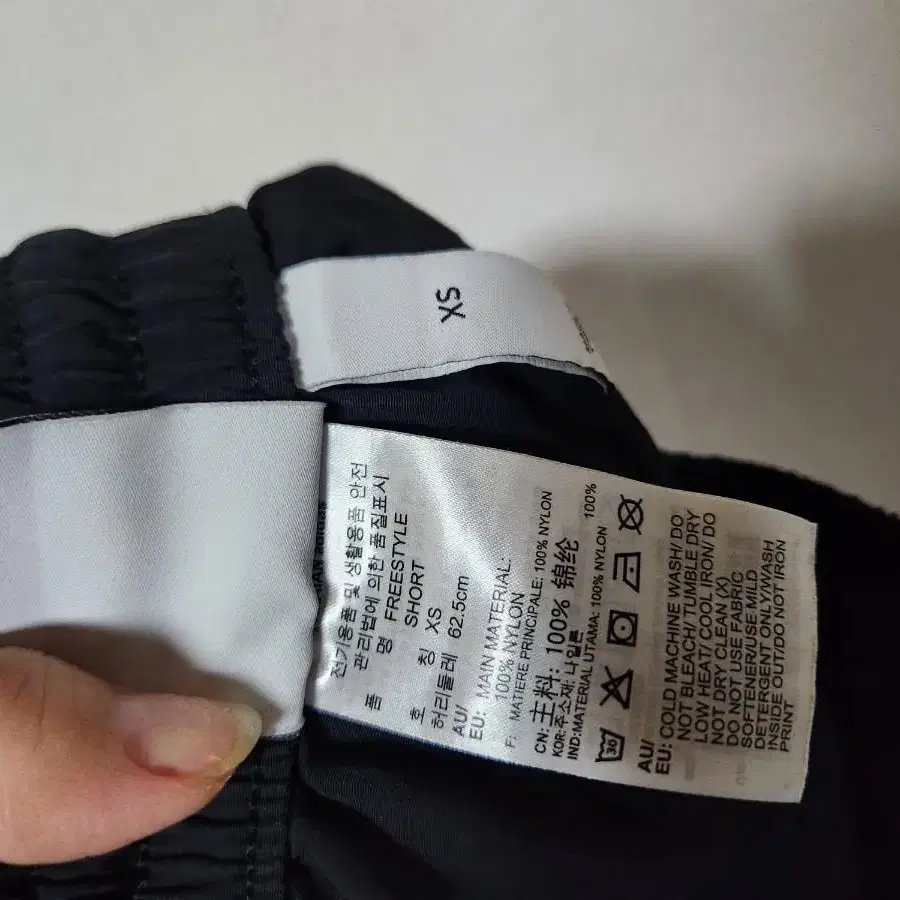 XS
전기용품 및 생활용품 안전
관리법에 의한 품질표시
품 명 FREESTYLE
SHORT
호 칭 XS
허리둘레 62.5cm
AU/
EU: MAIN MATERIAL:
100% NYLON
F: MATIERE PRINCIPALE: 100% NYLON
CN: 主料: 100% 锦纶
KOR:주소재: 나일론 100%
IND:MATERIAL UTAMA: 100% NYLON
30
AU/
EU: COLD MACHINE WASH/ DO
NOT BLEACH/ TUMBLE DRY
LOW HEAT/ COOL IRON/ DO
NOT DRY CLEAN (X)
DO NOT USE FABRIC
SOFTENER/USE MILD
DETERGENT ONLY/WASH
INSIDE OUT/DO NOT IRON
PRINT